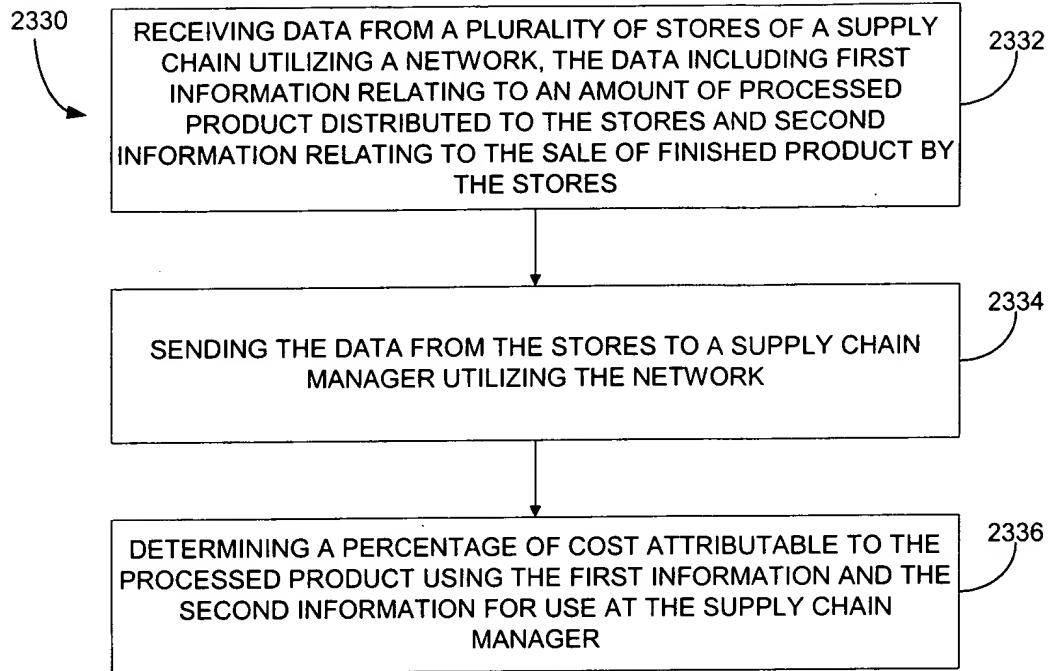 2330
RECEIVING DATA FROM A PLURALITY OF STORES OF A SUPPLY
CHAIN UTILIZING A NETWORK, THE DATA INCLUDING FIRST
INFORMATION RELATING TO AN AMOUNT OF PROCESSED
PRODUCT DISTRIBUTED TO THE STORES AND SECOND
INFORMATION RELATING TO THE SALE OF FINISHED PRODUCT BY
THE STORES
2332
SENDING THE DATA FROM THE STORES TO A SUPPLY CHAIN
MANAGER UTILIZING THE NETWORK
2334
DETERMINING A PERCENTAGE OF COST ATTRIBUTABLE TO THE
PROCESSED PRODUCT USING THE FIRST INFORMATION AND THE
SECOND INFORMATION FOR USE AT THE SUPPLY CHAIN
MANAGER
2336